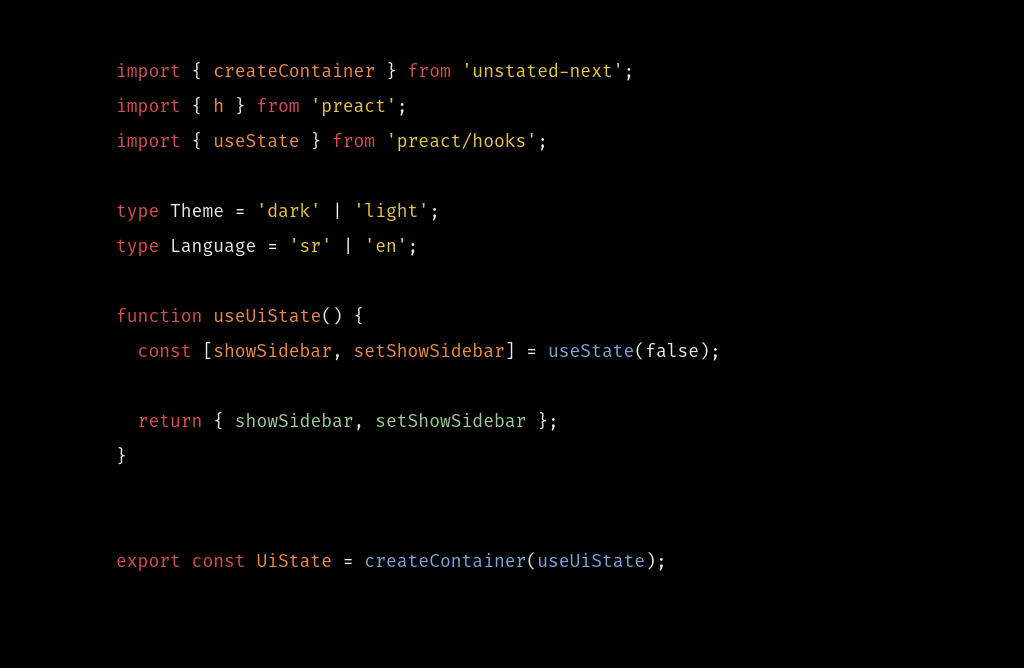 import { createContainer } from 'unstated-next';
import { h } from 'preact';
import { useState } from 'preact/hooks';
type Theme = 'dark' | 'light';
type Language = 'sr' | 'en';
function useUiState() {
  const [showSidebar, setShowSidebar] = useState(false);
  return { showSidebar, setShowSidebar };
}
export const UiState = createContainer(useUiState);